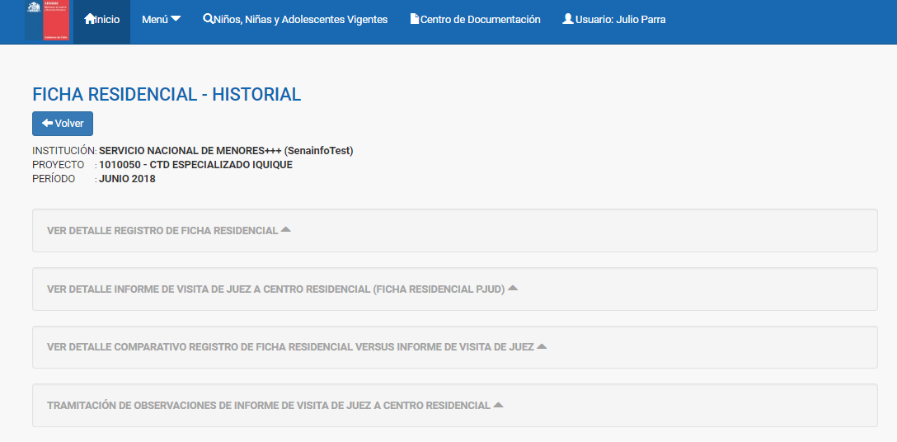 Inicio Menú Niños, Niñas y Adolescentes Vigentes Centro de Documentación Usuario: Julio Parra
FICHA RESIDENCIAL - HISTORIAL
Volver
INSTITUCIÓN: SERVICIO NACIONAL DE MENORES+++ (SenainfoTest)
PROYECTO : 1010050 - CTD ESPECIALIZADO IQUIQUE
PERÍODO : JUNIO 2018
VER DETALLE REGISTRO DE FICHA RESIDENCIAL
VER DETALLE INFORME DE VISITA DE JUEZ A CENTRO RESIDENCIAL (FICHA RESIDENCIAL PJUD)
VER DETALLE COMPARATIVO REGISTRO DE FICHA RESIDENCIAL VERSUS INFORME DE VISITA DE JUEZ
TRAMITACIÓN DE OBSERVACIONES DE INFORME DE VISITA DE JUEZ A CENTRO RESIDENCIAL